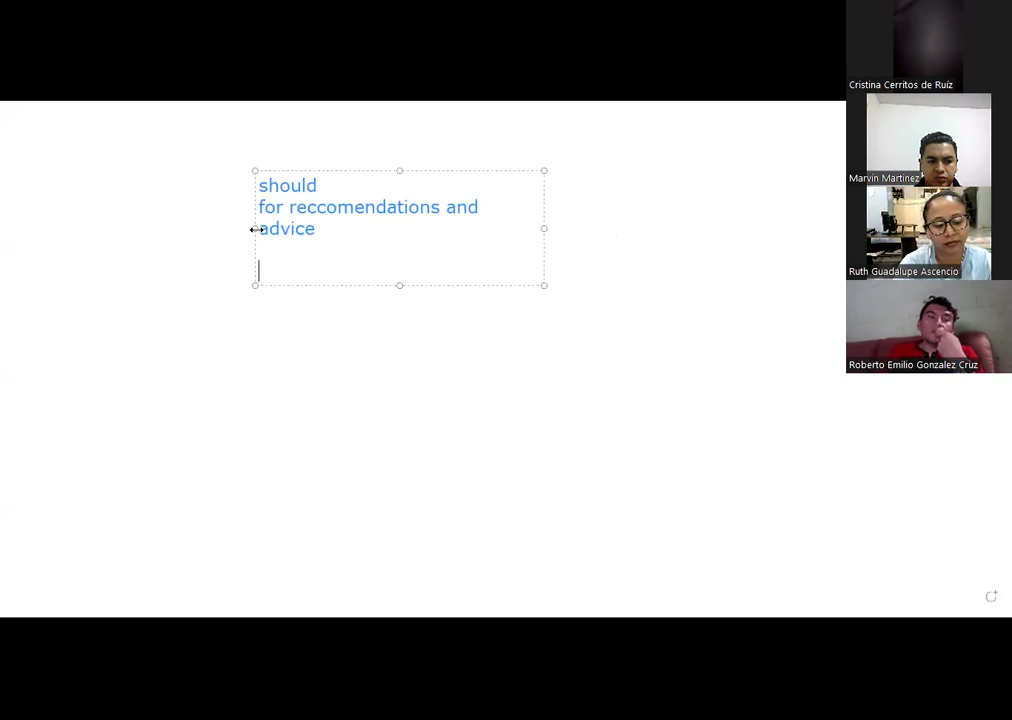 should
for reccomendations and
advice
Cristina Cerritos de Ruíz
Marvin Martinez
Ruth Guadalupe Ascencio
Roberto Emilio Gonzalez Cruz